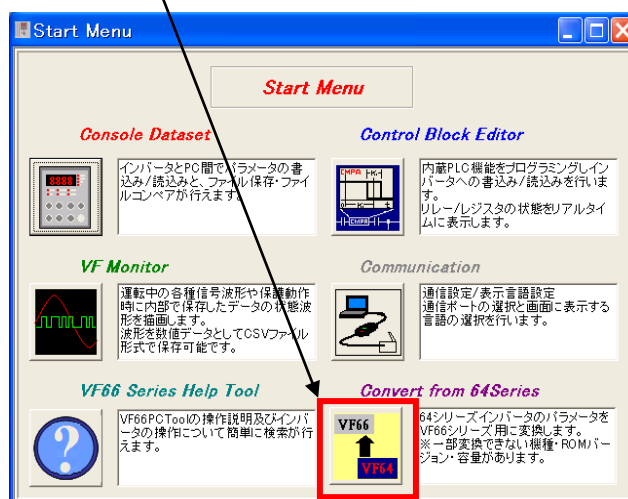 Start Menu
Start Menu
Console Dataset
インバータとPC間でパラメータの書
込み/読込みと、ファイル保存・ファイ
ルコンペアが行えます。
Control Block Editor
CMPA
内蔵PLC機能をプログラミングしイン
バータへの書込み/読込みを行いま
す。
リレー/レジスタの状態をリアルタイ
ムに表示します。
VF Monitor
運転中の各種信号波形や保護動作
時に内部で保存したデータの状態波
形を描画します。
波形を数値データとしてCSVファイル
形式で保存可能です。
Communication
通信設定/表示言語設定
通信ポートの選択と画面に表示する
言語の選択を行います。
VF66 Series Help Tool
VF66PCToolの操作説明及びインバ
ータの操作について簡単に検索が行
えます。
Convert from 64Series
VF66
VF64
64シリーズインバータのパラメータを
VF66シリーズ用に変換します。
※一部変換できない機種・ROMバー
ジョン・容量があります。